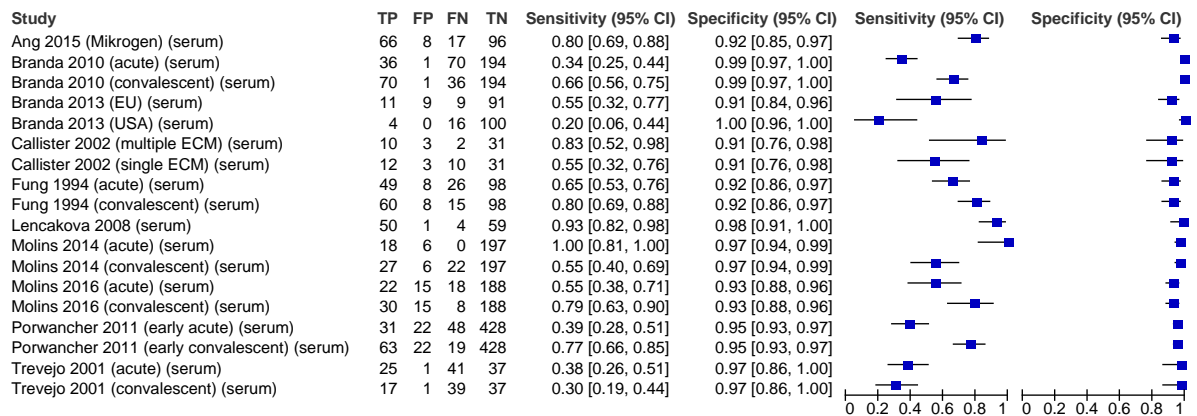 Study TP FP FN TN Sensitivity (95% CI) Specificity (95% CI) Sensitivity (95% CI) Specificity (95% CI)
Ang 2015 (Mikrogen) (serum) 66 8 17 96 0.80 [0.69, 0.88] 0.92 [0.85, 0.97]
Branda 2010 (acute) (serum) 36 1 70 194 0.34 [0.25, 0.44] 0.99 [0.97, 1.00]
Branda 2010 (convalescent) (serum) 70 1 36 194 0.66 [0.56, 0.75] 0.99 [0.97, 1.00]
Branda 2013 (EU) (serum) 11 9 9 91 0.55 [0.32, 0.77] 0.91 [0.84, 0.96]
Branda 2013 (USA) (serum) 4 0 16 100 0.20 [0.06, 0.44] 1.00 [0.96, 1.00]
Callister 2002 (multiple ECM) (serum) 10 3 2 31 0.83 [0.52, 0.98] 0.91 [0.76, 0.98]
Callister 2002 (single ECM) (serum) 12 3 10 31 0.55 [0.32, 0.76] 0.91 [0.76, 0.98]
Fung 1994 (acute) (serum) 49 8 26 98 0.65 [0.53, 0.76] 0.92 [0.86, 0.97]
Fung 1994 (convalescent) (serum) 60 8 15 98 0.80 [0.69, 0.88] 0.92 [0.86, 0.97]
Lencakova 2008 (serum) 50 1 4 59 0.93 [0.82, 0.98] 0.98 [0.91, 1.00]
Molins 2014 (acute) (serum) 18 6 0 197 1.00 [0.81, 1.00] 0.97 [0.94, 0.99]
Molins 2014 (convalescent) (serum) 27 6 22 197 0.55 [0.40, 0.69] 0.97 [0.94, 0.99]
Molins 2016 (acute) (serum) 22 15 18 188 0.55 [0.38, 0.71] 0.93 [0.88, 0.96]
Molins 2016 (convalescent) (serum) 30 15 8 188 0.79 [0.63, 0.90] 0.93 [0.88, 0.96]
Porwancher 2011 (early acute) (serum) 31 22 48 428 0.39 [0.28, 0.51] 0.95 [0.93, 0.97]
Porwancher 2011 (early convalescent) (serum) 63 22 19 428 0.77 [0.66, 0.85] 0.95 [0.93, 0.97]
Trevejo 2001 (acute) (serum) 25 1 41 37 0.38 [0.26, 0.51] 0.97 [0.86, 1.00]
Trevejo 2001 (convalescent) (serum) 17 1 39 37 0.30 [0.19, 0.44] 0.97 [0.86, 1.00]
0 0.2 0.4 0.6 0.8 1 0 0.2 0.4 0.6 0.8 1